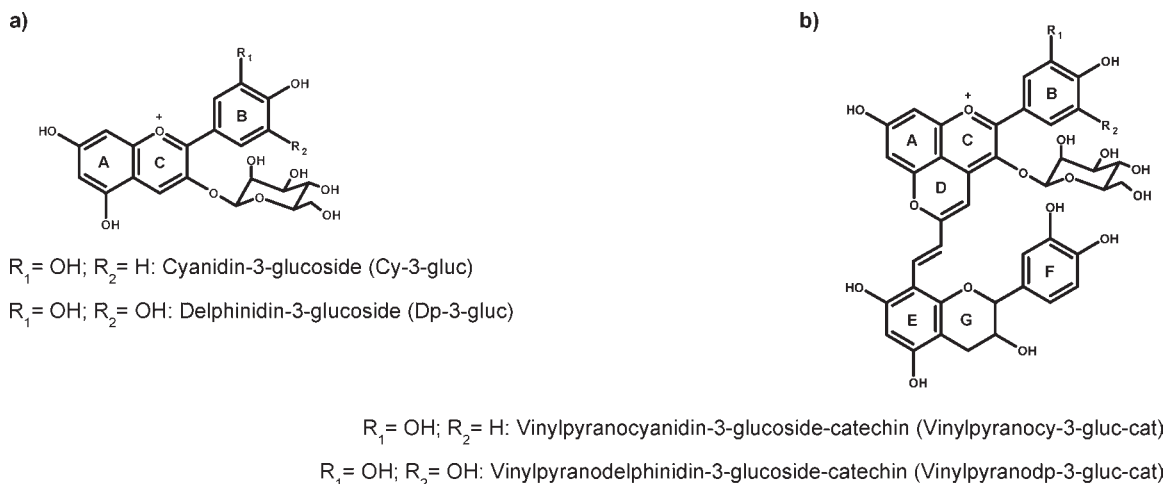 a)
b)
R1
OH
B
R2
HO
A
C
O
+
OH
O
OH
OH
OH
O
OH
OH
R1
OH
B
R2
HO
A
C
O
+
D
O
O
OH
OH
OH
O
OH
HO
OH
F
HO
E
G
O
OH
OH
R1= OH; R2= H: Cyanidin-3-glucoside (Cy-3-gluc)
R1= OH; R2= OH: Delphinidin-3-glucoside (Dp-3-gluc)
R1= OH; R2= H: Vinylpyranocyanidin-3-glucoside-catechin (Vinylpyranocy-3-gluc-cat)
R1= OH; R2= OH: Vinylpyranodelphinidin-3-glucoside-catechin (Vinylpyranodp-3-gluc-cat)